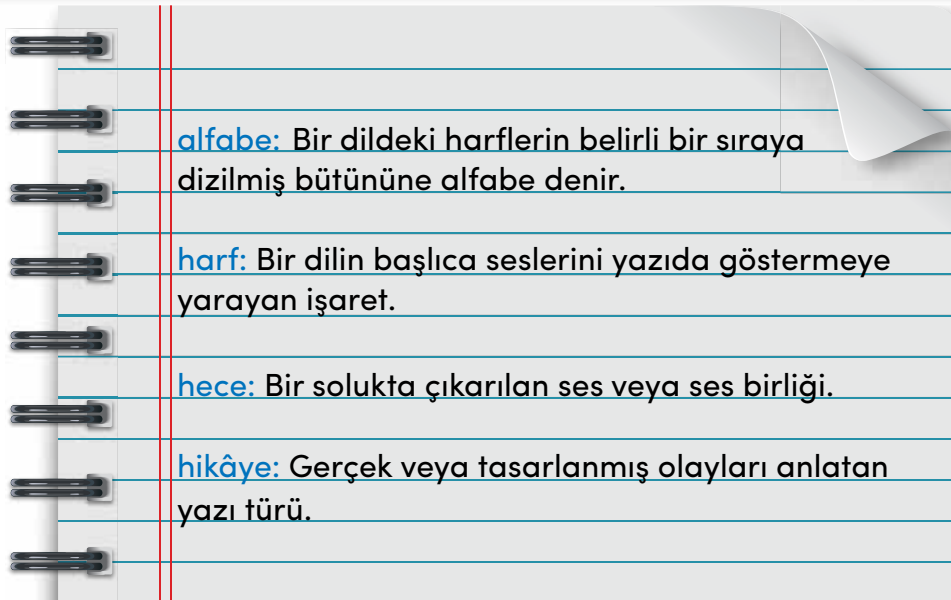 alfabe: Bir dildeki harflerin belirli bir sıraya
dizilmiş bütününe alfabe denir.
harf: Bir dilin başlıca seslerini yazıda göstermeye
yarayan işaret.
hece: Bir solukta çıkarılan ses veya ses birliği.
hikâye: Gerçek veya tasarlanmış olayları anlatan
yazı türü.